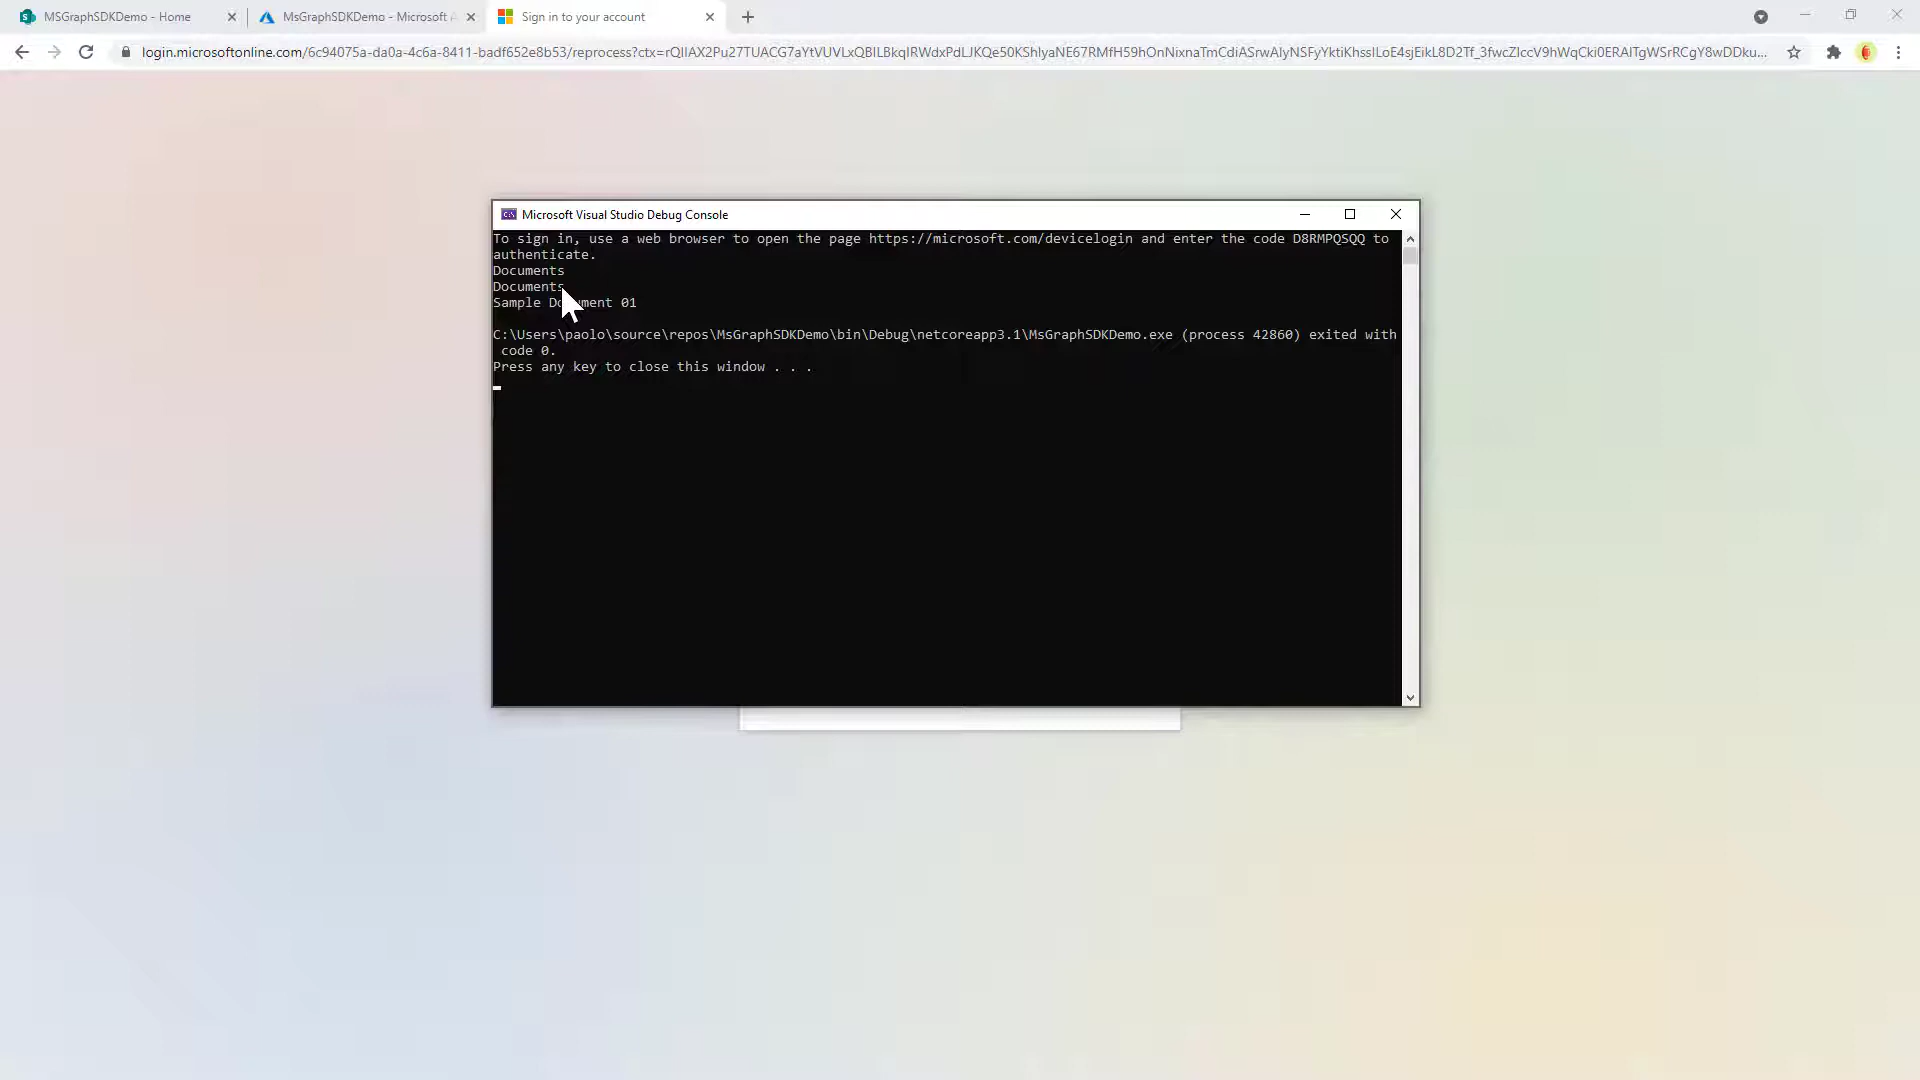 MSGraphSDKDemo - Home
MsGraphSDKDemo - Microsoft A
Sign in to your account
login.microsoftonline.com/6c94075a-da0a-4c6a-8411-badf652e8b53/reprocess?ctx=
Microsoft Visual Studio Debug Console
To sign in, use a web browser to open the page https://microsoft.com/devicelogin and enter the code D8RMPQSQQ to
authenticate.
Documents
Documents
Sample Document 01
C:\Users\paolo\source\repos\MsGraphSDKDemo\bin\Debug\netcoreapp3.1\MsGraphSDKDemo.exe (process 42860) exited with
code 0.
Press any key to close this window . . .